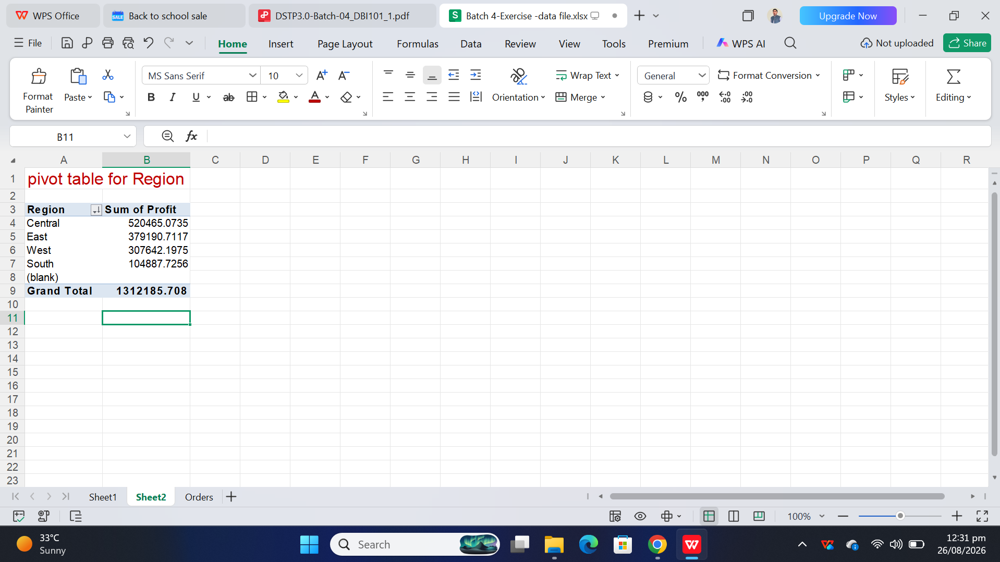 WPS Office
Back to school sale
DSTP3.0-Batch-04_DBI101_1.pdf
Batch 4-Exercise -data file.xlsx
Upgrade Now
File
Home
Insert
Page Layout
Formulas
Data
Review
View
Tools
Premium
WPS AI
Not uploaded
Share
Format
Painter
Paste
MS Sans Serif
10
Wrap Text
Orientation
Merge
General
Format Conversion
Styles
Editing
B11
fx
A B C D E F G H I J K L M N O P Q R
1 pivot table for Region
2
3 Region Sum of Profit
4 Central 520465.0735
5 East 379190.7117
6 West 307642.1975
7 South 104887.7256
8 (blank)
9 Grand Total 1312185.708
10
11
12
13
14
15
16
17
18
19
20
21
22
23
Sheet1 Sheet2 Orders
100%
33°C
Sunny
Search
12:31 pm
26/08/2026